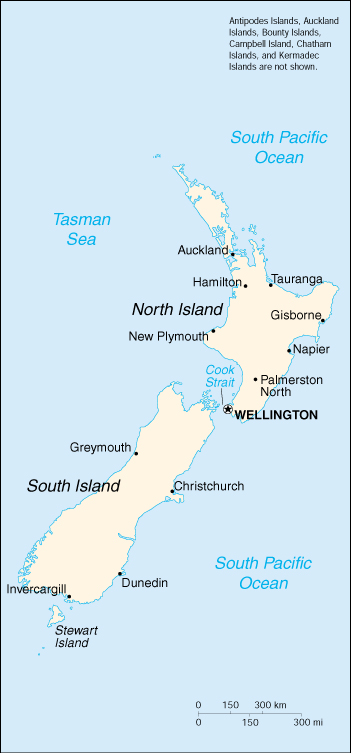 Antipodes Islands, Auckland
Islands, Bounty Islands,
Campbell Island, Chatham
Islands, and Kermadec
Islands are not shown.
South Pacific
Ocean
Tasman
Sea
Auckland
Hamilton
Tauranga
North Island
Gisborne
New Plymouth
Napier
Cook
Strait
Palmerston
North
WELLINGTON
Greymouth
South Island
Christchurch
South Pacific
Ocean
Dunedin
Invercargill
Stewart
Island
0 150 300 km
0 150 300 mi